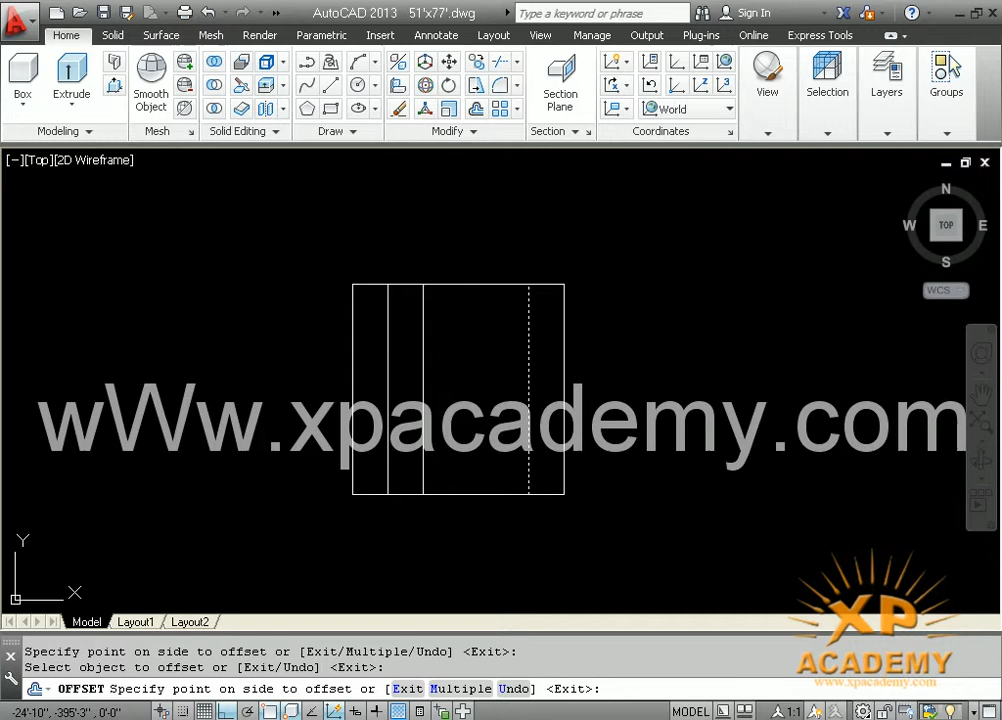 AutoCAD 2013 51'x77'.dwg
Type a keyword or phrase
Sign In
Home Solid Surface Mesh Render Parametric Insert Annotate Layout View Manage Output Plug-ins Online Express Tools
Box
Extrude
Smooth Object
Section Plane
World
View
Selection
Layers
Groups
Modeling
Mesh
Solid Editing
Draw
Modify
Section
Coordinates
[−][Top][2D Wireframe]
N
W TOP E
S
WCS
wWw.xpacademy.com
Y
X
Model Layout1 Layout2
XP
ACADEMY
www.xpacademy.com
Specify point on side to offset or [Exit/Multiple/Undo] <Exit>:
Select object to offset or [Exit/Undo] <Exit>:
OFFSET Specify point on side to offset or [Exit Multiple Undo] <Exit>:
-24'-10", -395'-3" , 0'-0"
MODEL
1:1